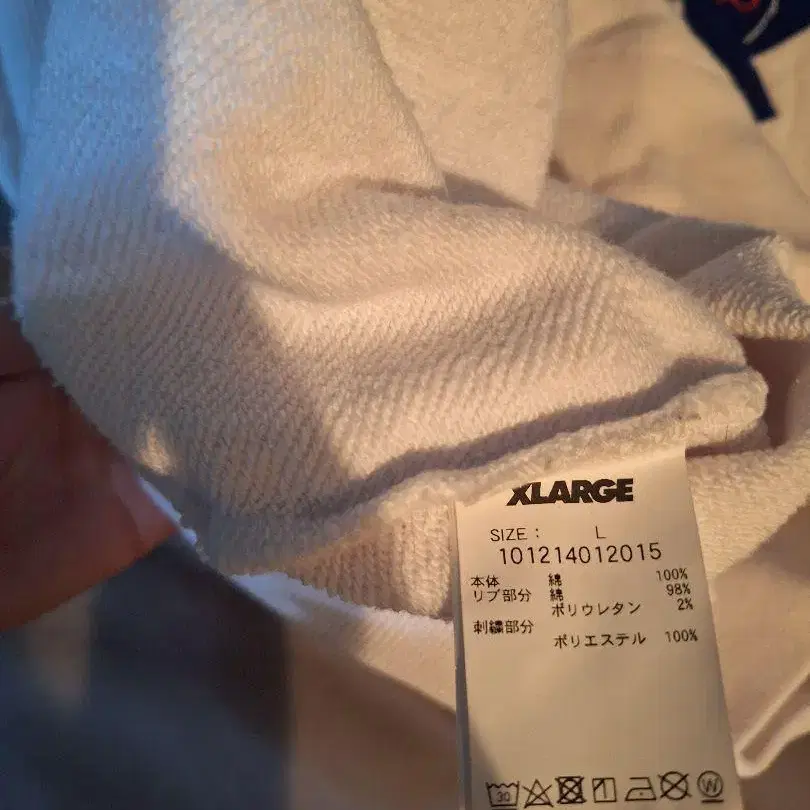 XLARGE
SIZE : L
101214012015
本体 綿 100%
リブ部分 綿 98%
ポリウレタン 2%
刺繍部分
ポリエステル 100%
30 W